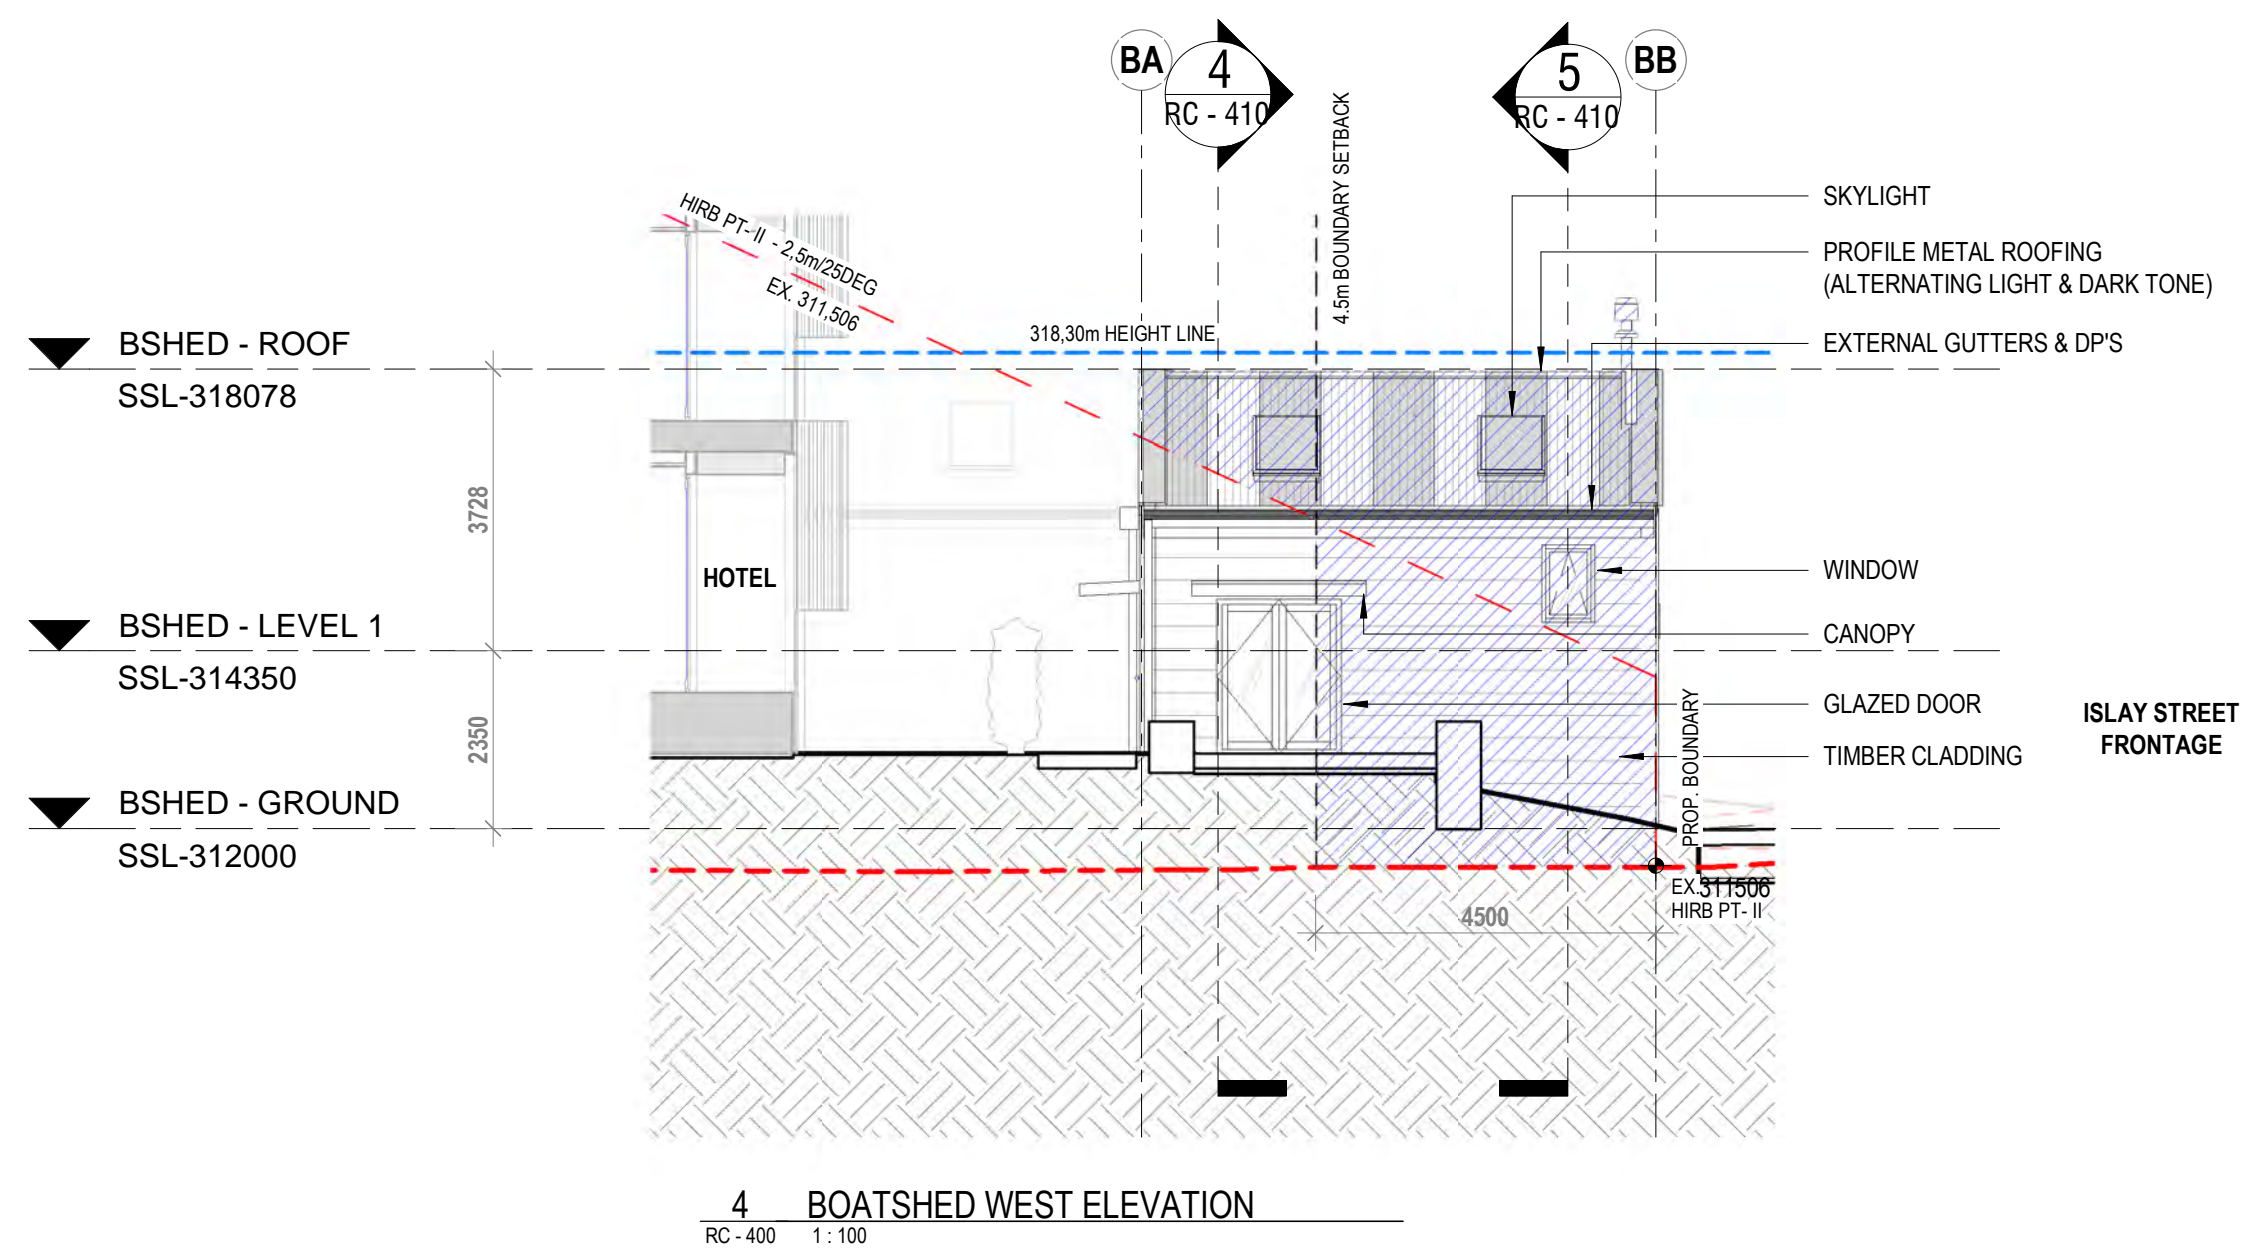 BA
4
RC - 410
5
RC - 410
BB
4.5m BOUNDARY SETBACK
HIRB PT- II - 2,5m/25DEG
EX. 311,506
318,30m HEIGHT LINE
SKYLIGHT
PROFILE METAL ROOFING
(ALTERNATING LIGHT & DARK TONE)
EXTERNAL GUTTERS & DP'S
BSHED - ROOF
SSL-318078
3728
HOTEL
WINDOW
BSHED - LEVEL 1
SSL-314350
CANOPY
GLAZED DOOR
TIMBER CLADDING
ISLAY STREET
FRONTAGE
2350
PROP. BOUNDARY
BSHED - GROUND
SSL-312000
EX.311506
HIRB PT- II
4500
4 BOATSHED WEST ELEVATION
RC - 400 1 : 100